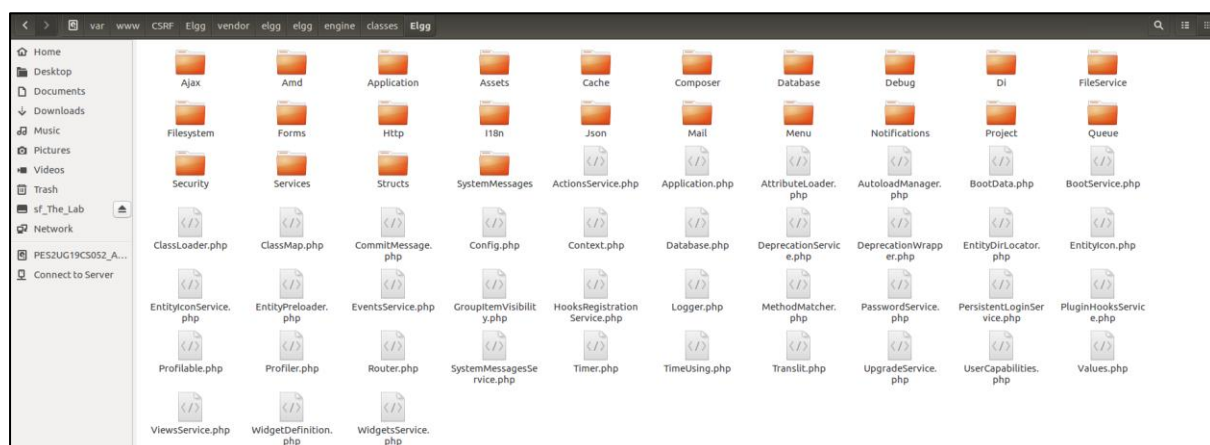 var www CSRF Elgg vendor elgg elgg engine classes Elgg
Home
Desktop
Documents
Downloads
Music
Pictures
Videos
Trash
sf_The_Lab
Network
PES2UG19CS052_A...
Connect to Server
Ajax Amd Application Assets Cache Composer Database Debug Di FileService
Filesystem Forms Http I18n Json Mail Menu Notifications Project Queue
Security Services Structs SystemMessages ActionsService.php Application.php AttributeLoader. AutoloadManager. BootData.php BootService.php
php php
ClassLoader.php ClassMap.php CommitMessage. Config.php Context.php Database.php DeprecationServic DeprecationWrapp EntityDirLocator. EntityIcon.php
php e.php er.php php
EntityIconService. EntityPreloader. EventsService.php GroupItemVisibilit HooksRegistration Logger.php MethodMatcher. PasswordService. PersistentLoginSer PluginHooksServic
php php y.php Service.php php php vice.php e.php
Profilable.php Profiler.php Router.php SystemMessagesSe Timer.php TimeUsing.php Translit.php UpgradeService. UserCapabilities. Values.php
rvice.php php php
ViewsService.php WidgetDefinition. WidgetsService.
php php